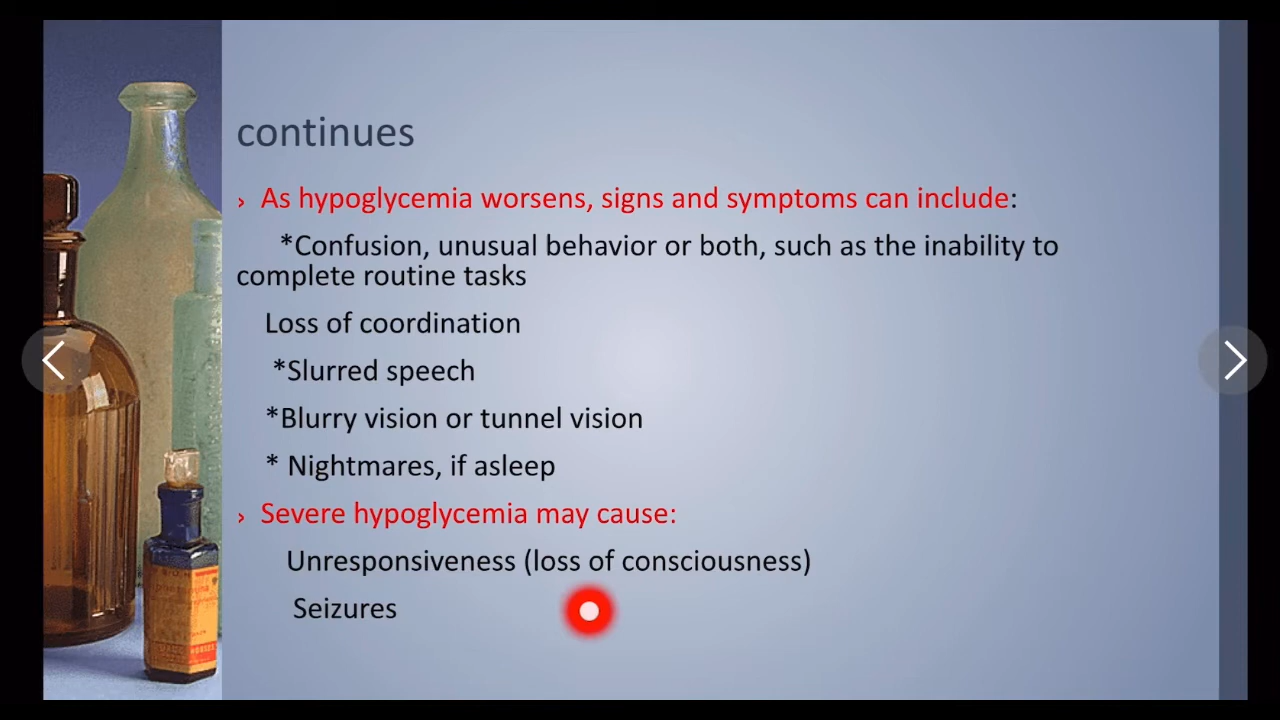 continues
› As hypoglycemia worsens, signs and symptoms can include:
*Confusion, unusual behavior or both, such as the inability to
complete routine tasks
Loss of coordination
*Slurred speech
*Blurry vision or tunnel vision
* Nightmares, if asleep
› Severe hypoglycemia may cause:
Unresponsiveness (loss of consciousness)
Seizures